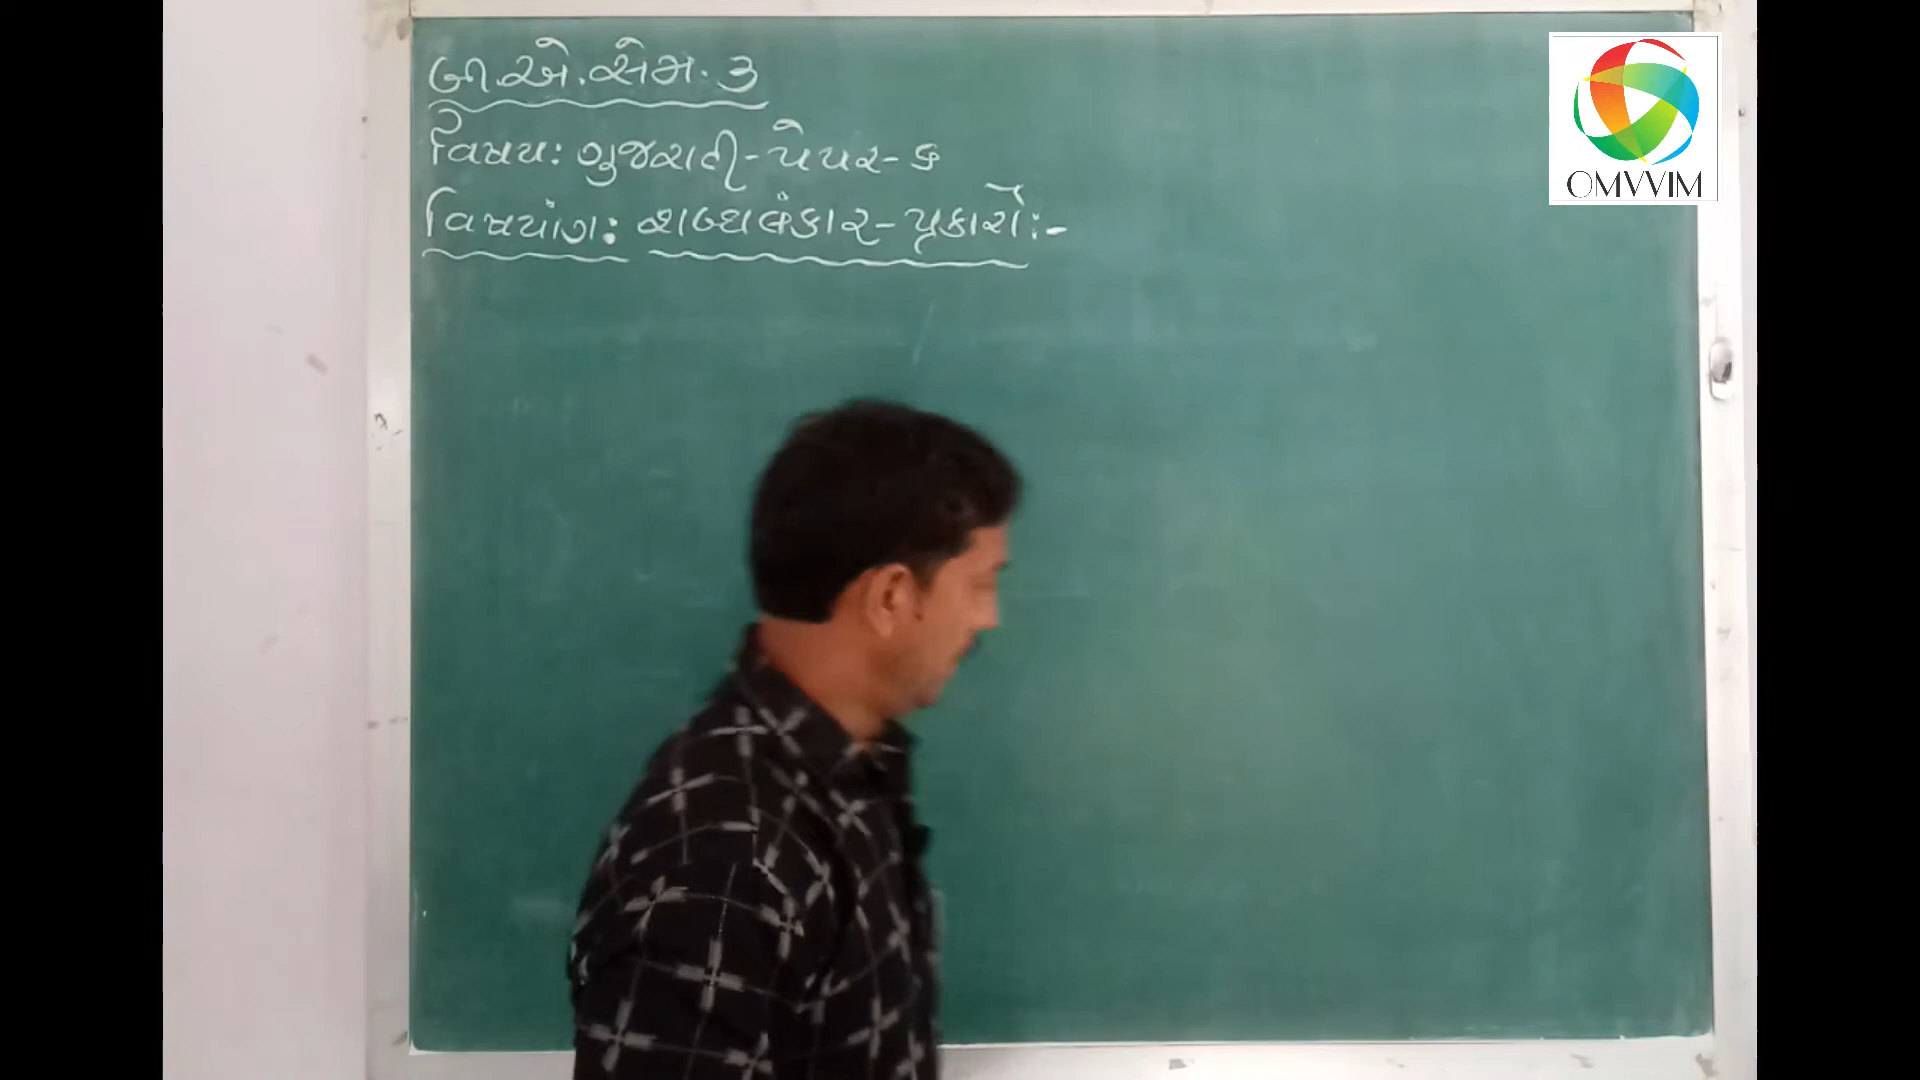 બી.એ.સેમ. ૩
વિષય: ગુજરાતી-પેપર- ૬
વિષયાંગ: શબ્દાલંકાર- પ્રકારો:-
OMVVIM